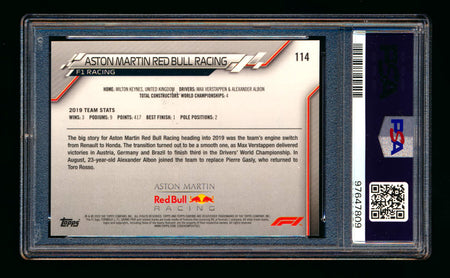 ASTON MARTIN RED BULL RACING
114
F1 RACING
HOME: MILTON KEYNES, UNITED KINGDOM DRIVERS: MAX VERSTAPPEN & ALEXANDER ALBON
TOTAL CONSTRUCTORS' WORLD CHAMPIONSHIPS: 4
2019 TEAM STATS
WINS: 3 PODIUMS: 9 POINTS: 417 BEST FINISH: 1 POLE POSITIONS: 2
The big story for Aston Martin Red Bull Racing heading into 2019 was the team's engine switch
from Renault to Honda. The transition turned out to be a smooth one, as Max Verstappen delivered
victories in Austria, Germany and Brazil to finish third in the Drivers' World Championship. In
August, 23-year-old Alexander Albon joined the team to replace Pierre Gasly, who returned to
Toro Rosso.
ASTON MARTIN
Red Bull
RACING
Topps
F1
PSA
97647809